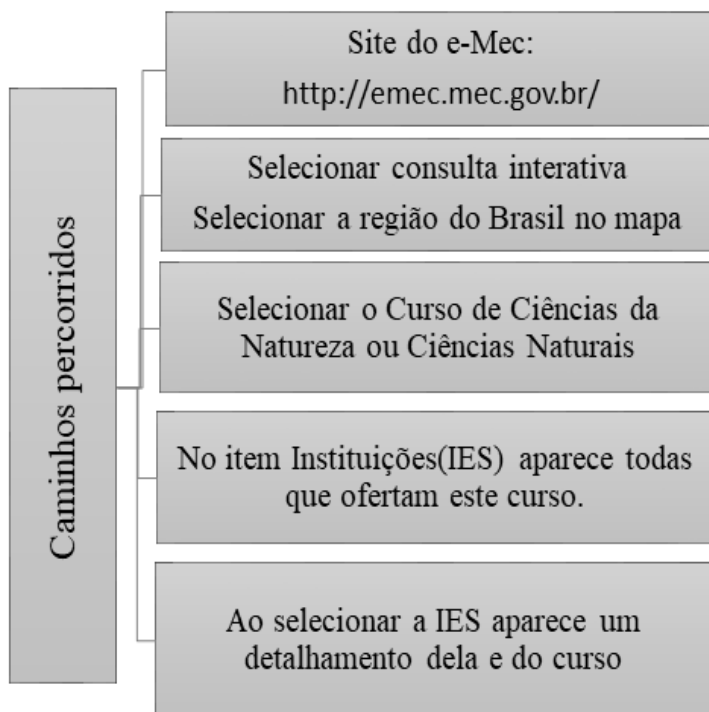 Caminhos percorridos
Site do e-Mec:
http://emec.mec.gov.br/
Selecionar consulta interativa
Selecionar a região do Brasil no mapa
Selecionar o Curso de Ciências da
Natureza ou Ciências Naturais
No item Instituições(IES) aparece todas
que ofertam este curso.
Ao selecionar a IES aparece um
detalhamento dela e do curso